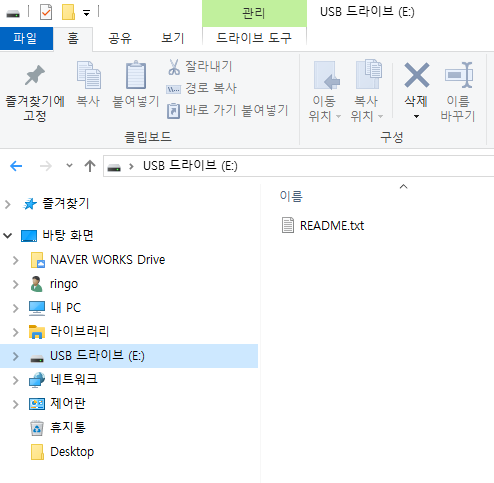 관리
USB 드라이브 (E:)
파일
홈
공유
보기
드라이브 도구
즐겨찾기에
고정
복사
붙여넣기
잘라내기
경로 복사
바로 가기 붙여넣기
클립보드
이동
위치
복사
위치
삭제
이름
바꾸기
구성
USB 드라이브 (E:)
즐겨찾기
바탕 화면
NAVER WORKS Drive
ringo
내 PC
라이브러리
USB 드라이브 (E:)
네트워크
제어판
휴지통
Desktop
이름
README.txt